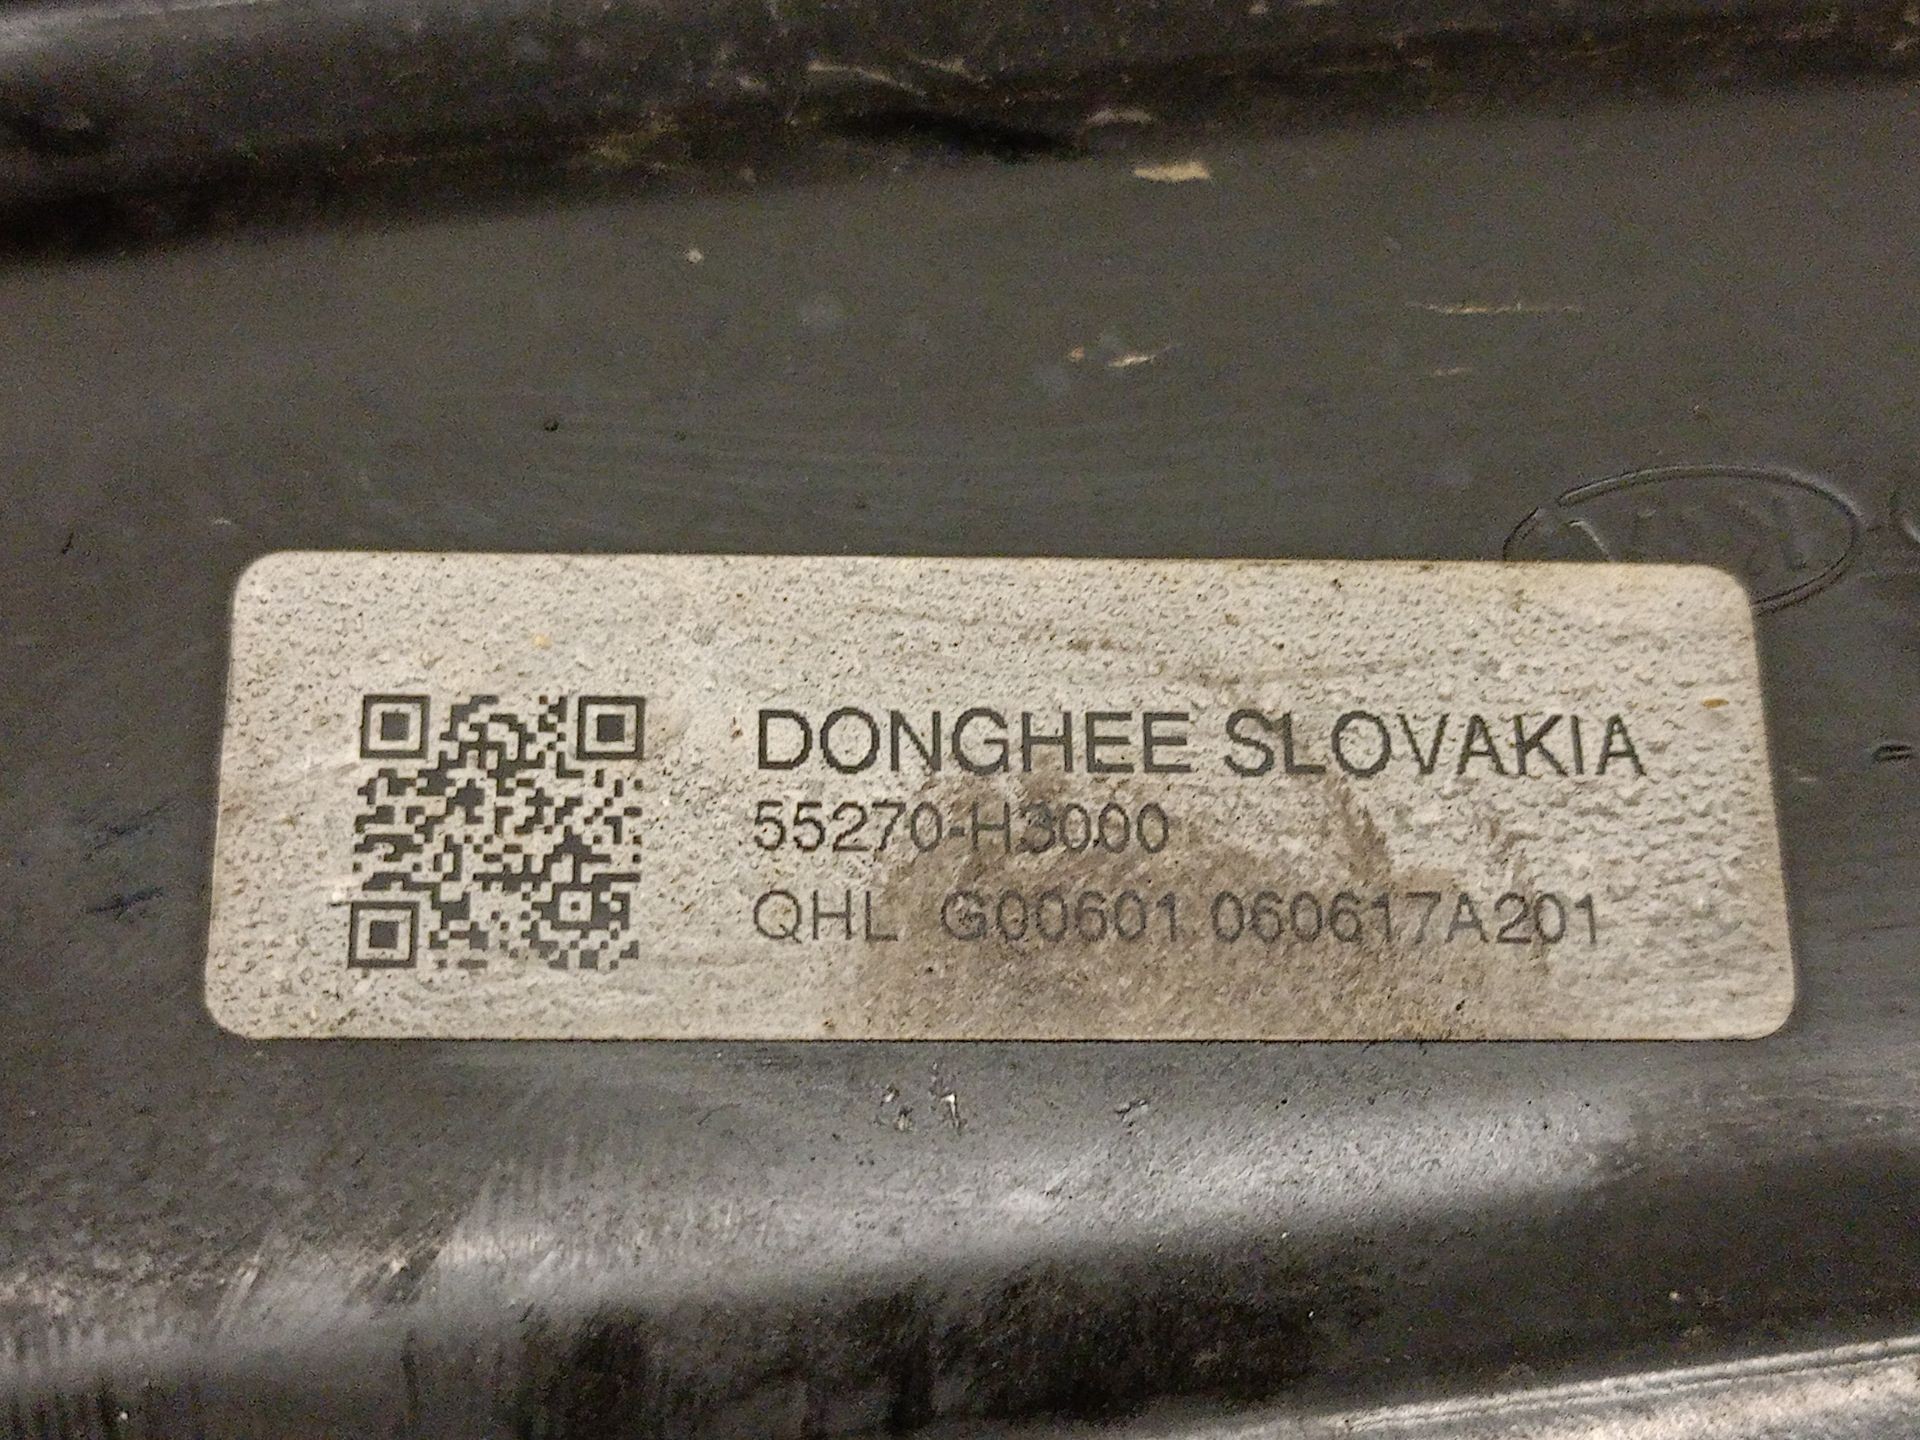 DONGHEE SLOVAKIA
55270-H3000
QHL G00601 060617A201